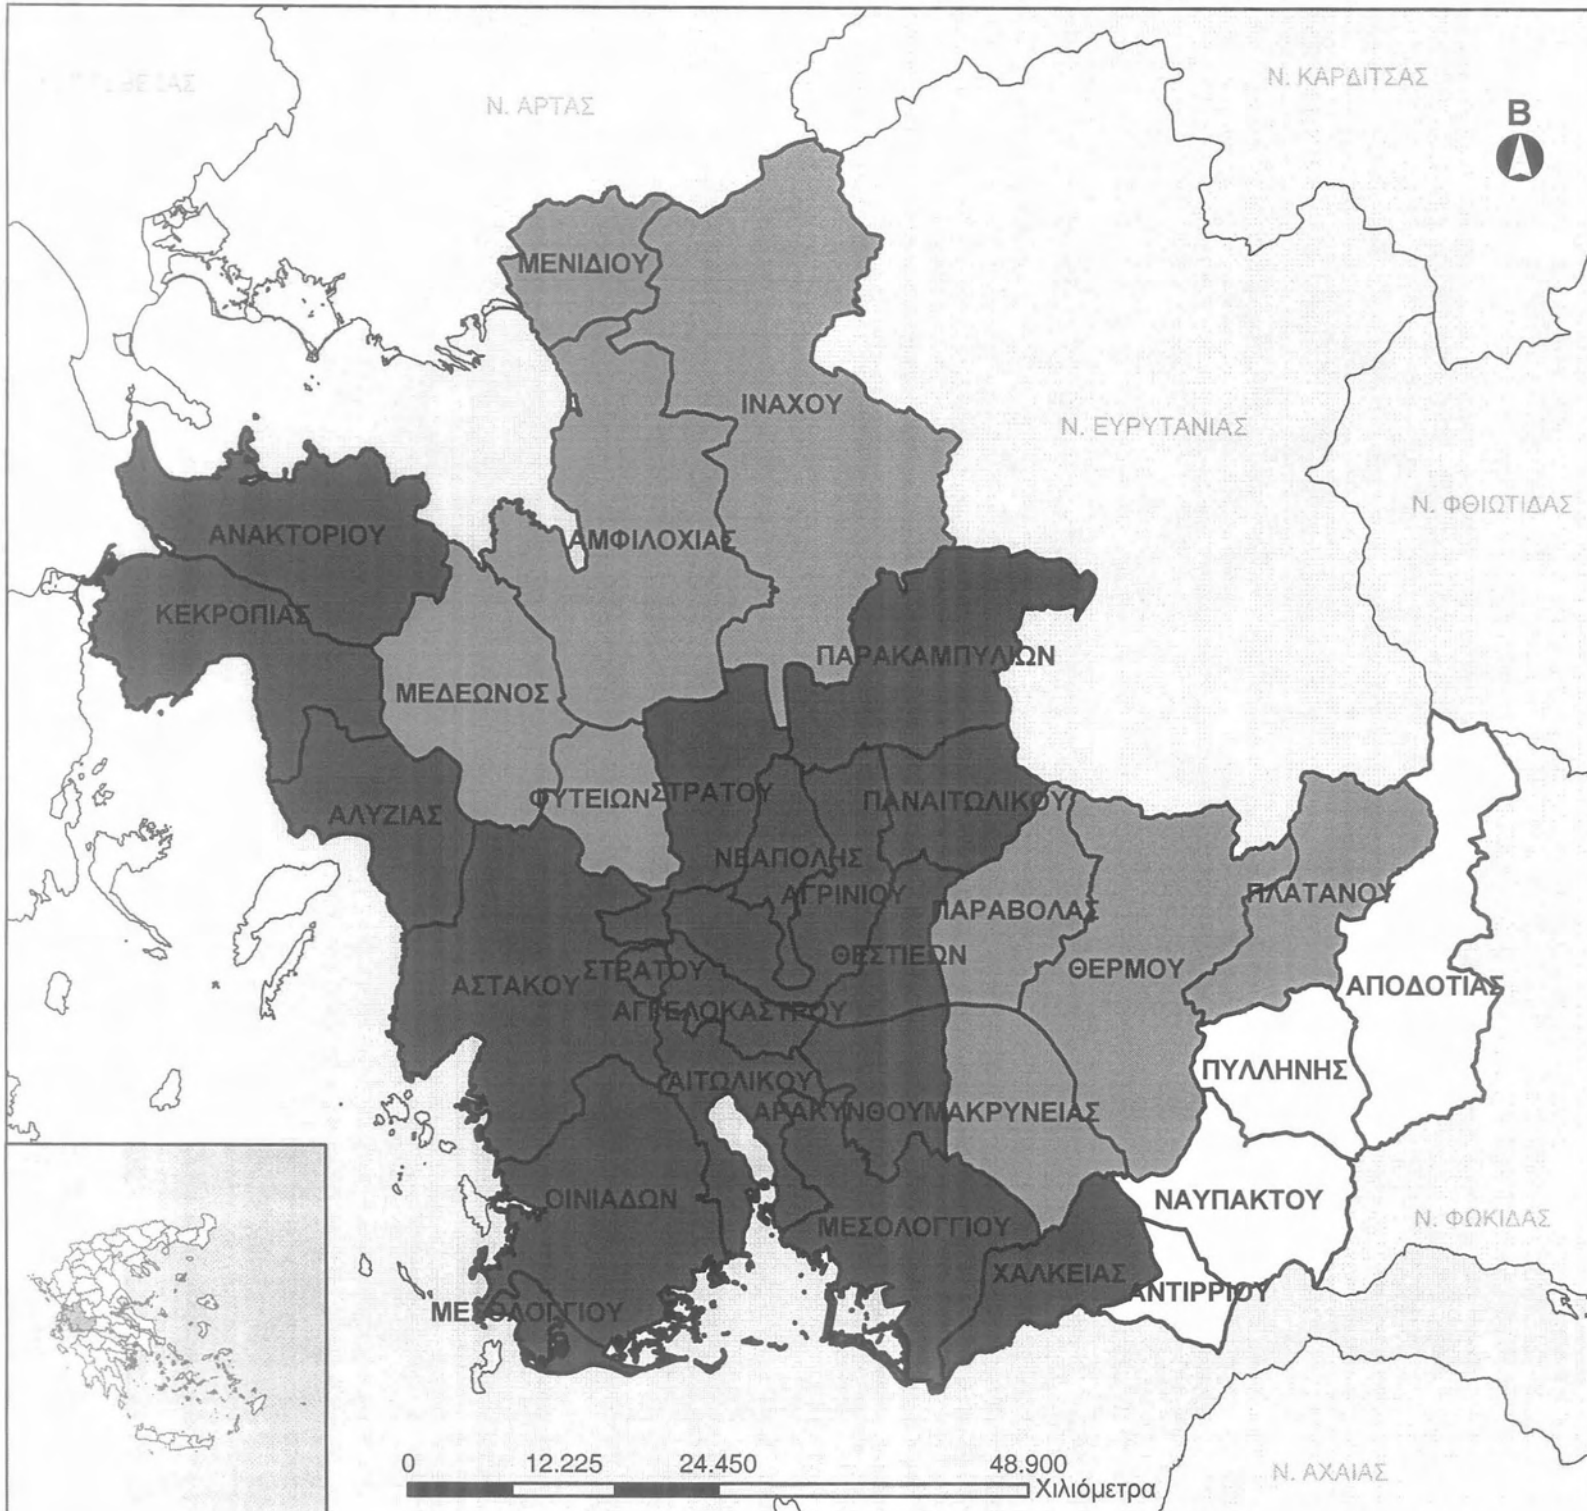 Ν. ΑΡΤΑΣ
Ν. ΚΑΡΔΙΤΣΑΣ
Β
ΜΕΝΙΔΙΟΥ
ΙΝΑΧΟΥ
Ν. ΕΥΡΥΤΑΝΙΑΣ
Ν. ΦΘΙΩΤΙΔΑΣ
ΑΝΑΚΤΟΡΙΟΥ
ΑΜΦΙΛΟΧΙΑΣ
ΚΕΚΡΟΠΙΑΣ
ΠΑΡΑΚΑΜΠΥΛΙΩΝ
ΜΕΔΕΩΝΟΣ
ΦΥΤΕΙΩΝ
ΣΤΡΑΤΟΥ
ΠΑΝΑΙΤΩΛΙΚΟΥ
ΑΛΥΖΙΑΣ
ΝΕΑΠΟΛΗΣ
ΑΓΡΙΝΙΟΥ
ΠΛΑΤΑΝΟΥ
ΠΑΡΑΒΟΛΑΣ
ΘΕΣΤΙΕΩΝ
ΘΕΡΜΟΥ
ΑΣΤΑΚΟΥ
ΣΤΡΑΤΟΥ
ΑΠΟΔΟΤΙΑΣ
ΑΓΓΕΛΟΚΑΣΤΡΟΥ
ΠΥΛΛΗΝΗΣ
ΑΙΤΩΛΙΚΟΥ
ΑΡΑΚΥΝΘΟΥ
ΜΑΚΡΥΝΕΙΑΣ
ΟΙΝΙΑΔΩΝ
ΝΑΥΠΑΚΤΟΥ
ΜΕΣΟΛΟΓΓΙΟΥ
Ν. ΦΩΚΙΔΑΣ
ΧΑΛΚΕΙΑΣ
ΑΝΤΙΡΡΙΟΥ
ΜΕΣΟΛΟΓΓΙΟΥ
0 12.225 24.450 48.900
Χιλιόμετρα
Ν. ΑΧΑΙΑΣ